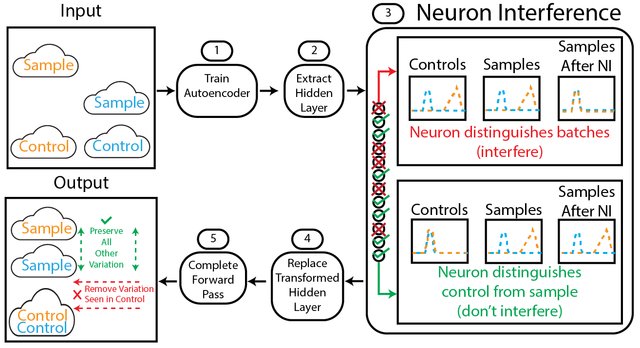 Input
Sample
Sample
Control
Control
1
Train
Autoencoder
2
Extract
Hidden
Layer
3
Neuron Interference
Controls
Samples
Samples
After NI
Neuron distinguishes batches
(interfere)
Controls
Samples
Samples
After NI
Neuron distinguishes
control from sample
(don't interfere)
4
Replace
Transformed
Hidden
Layer
5
Complete
Forward
Pass
Output
Sample
Sample
Control
Control
Preserve
All
Other
Variation
Remove Variation
Seen in Control